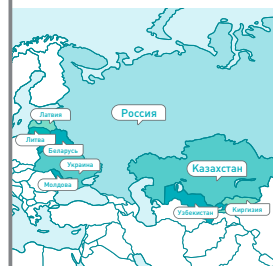 Латвия
Россия
Литва
Беларусь
Украина
Казахстан
Молдова
Узбекистан
Киргизия